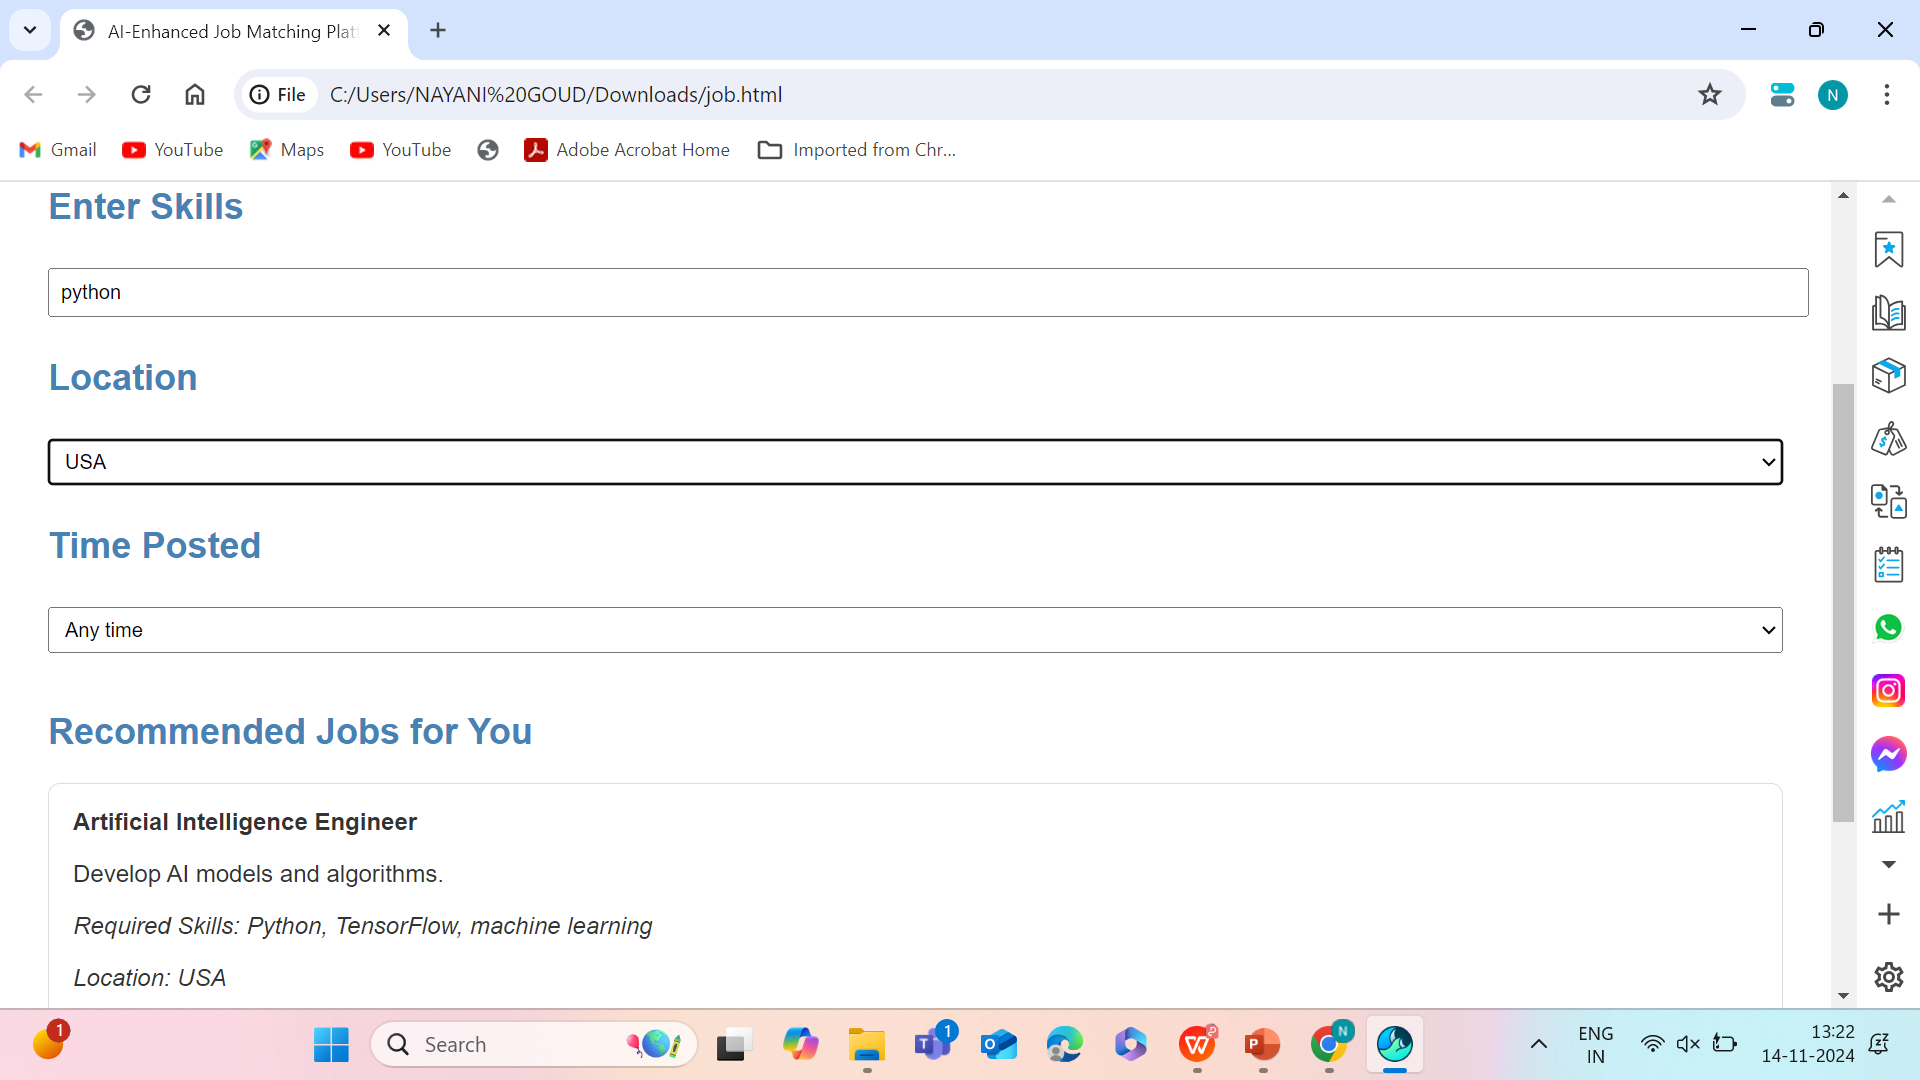 AI-Enhanced Job Matching Plat
File C:/Users/NAYANI%20GOUD/Downloads/job.html
N
Gmail YouTube Maps YouTube Adobe Acrobat Home Imported from Chr...
Enter Skills
python
Location
USA
Time Posted
Any time
Recommended Jobs for You
Artificial Intelligence Engineer
Develop AI models and algorithms.
Required Skills: Python, TensorFlow, machine learning
Location: USA
1
Search
1
N
ENG
IN
13:22
14-11-2024